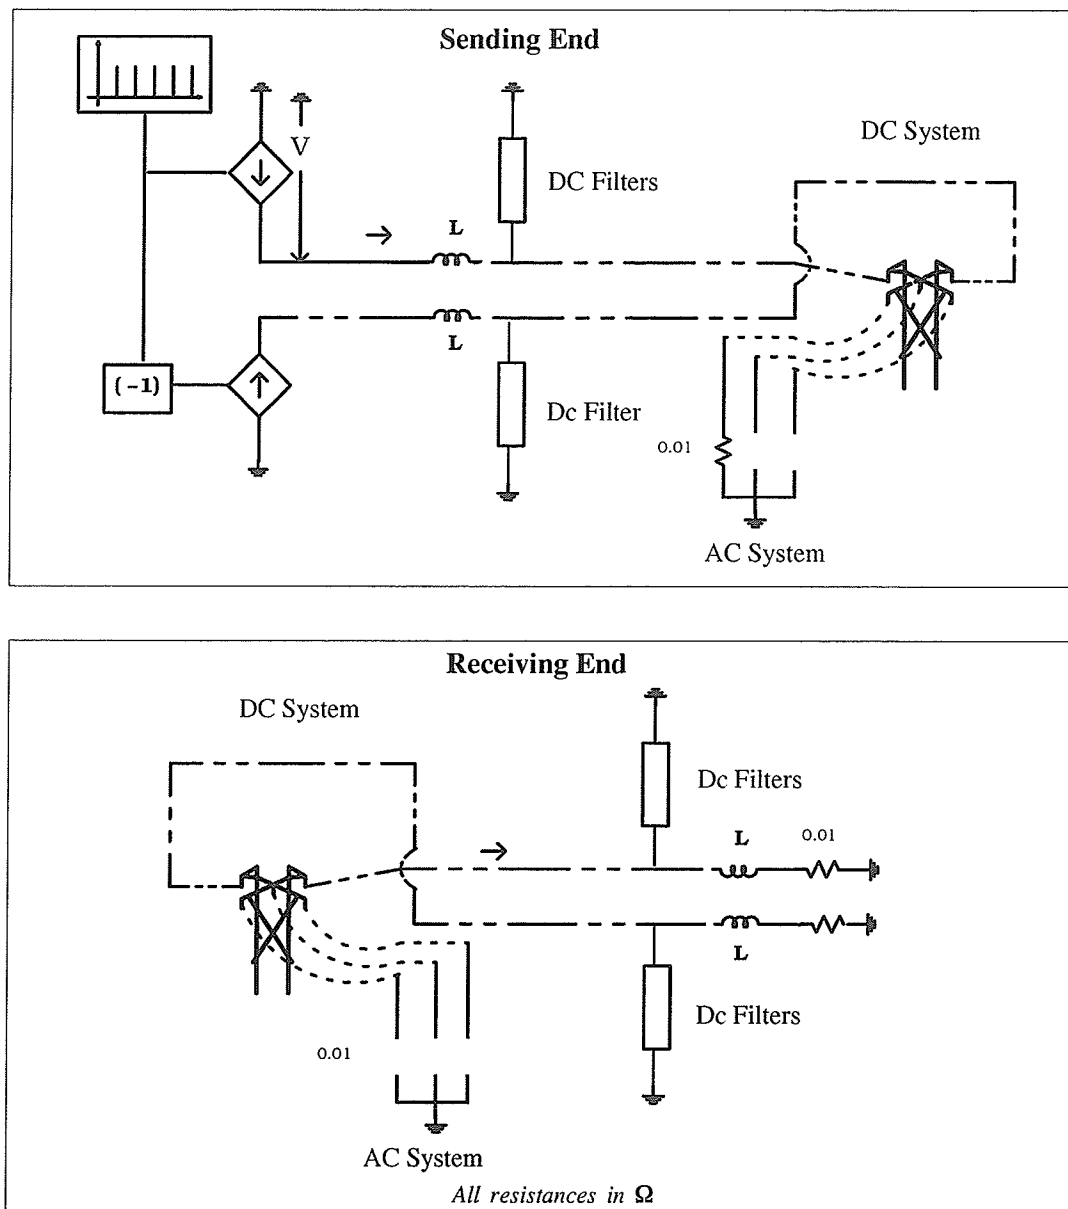 Sending End
V
DC System
DC Filters
L
L
(-1)
Dc Filter
0.01
AC System
Receiving End
DC System
Dc Filters
L
0.01
L
Dc Filters
0.01
AC System
All resistances in Ω